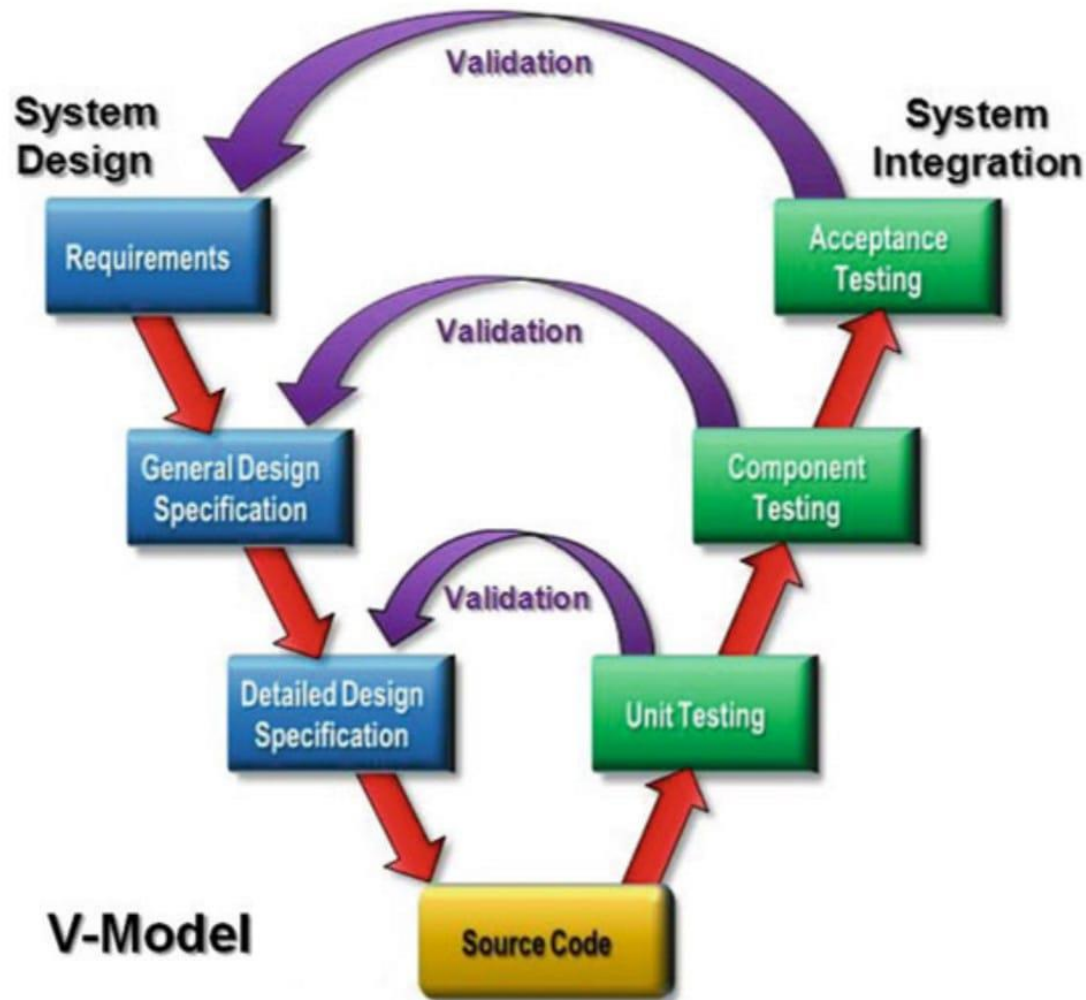 Validation
System
Design
System
Integration
Requirements
Acceptance
Testing
Validation
General Design
Specification
Component
Testing
Validation
Detailed Design
Specification
Unit Testing
V-Model
Source Code